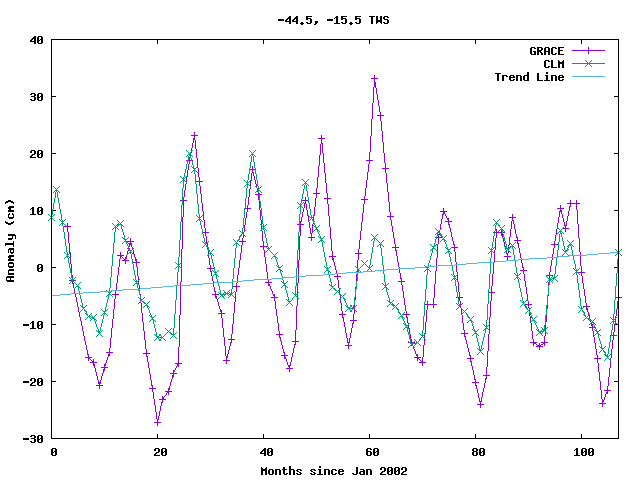 -44.5, -15.5 TWS
GRACE
CLM
Trend Line
40
30
20
10
0
-10
-20
-30
Anomaly (cm)
0 20 40 60 80 100
Months since Jan 2002